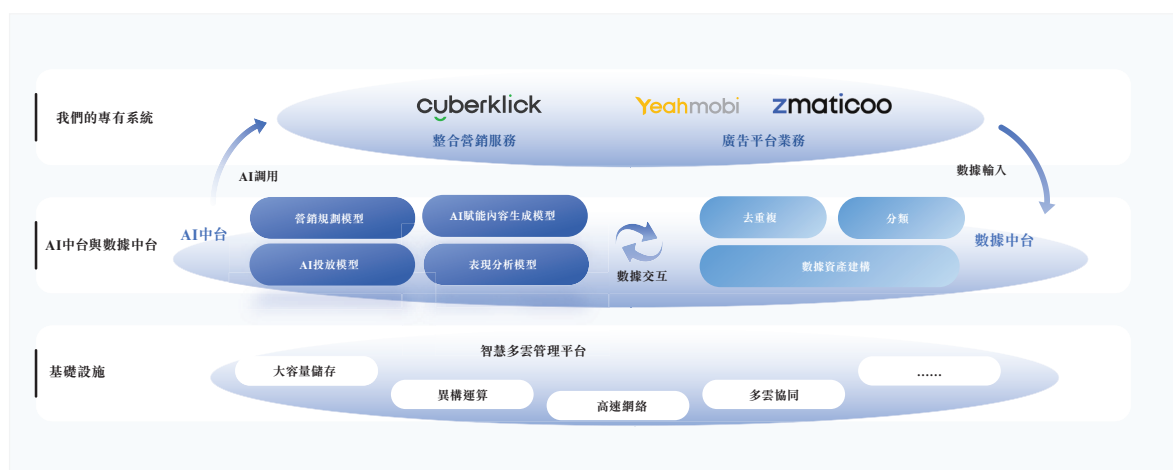 我們的專有系統
cyberklick
Yeahmobi
zmaticoo
整合營銷服務
廣告平台業務
AI調用
數據輸入
AI中台與數據中台
AI中台
營銷規劃模型
AI賦能內容生成模型
AI投放模型
表現分析模型
數據交互
去重複
分類
數據資產建構
數據中台
基礎設施
智慧多雲管理平台
大容量儲存
異構運算
高速網絡
多雲協同
......